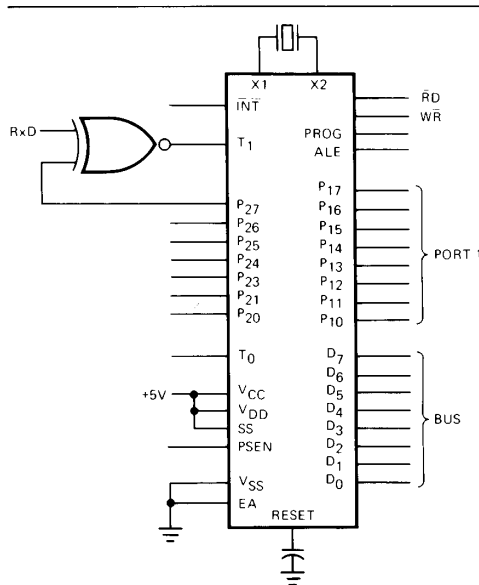 X1 X2
INT
RxD
T1
P27
P26
P25
P24
P23
P21
P20
T0
+5V
VCC
VDD
SS
PSEN
VSS
EA
RESET
RD
WR
PROG
ALE
P17
P16
P15
P14
P13
P12
P11
P10
PORT 1
D7
D6
D5
D4
D3
D2
D1
D0
BUS